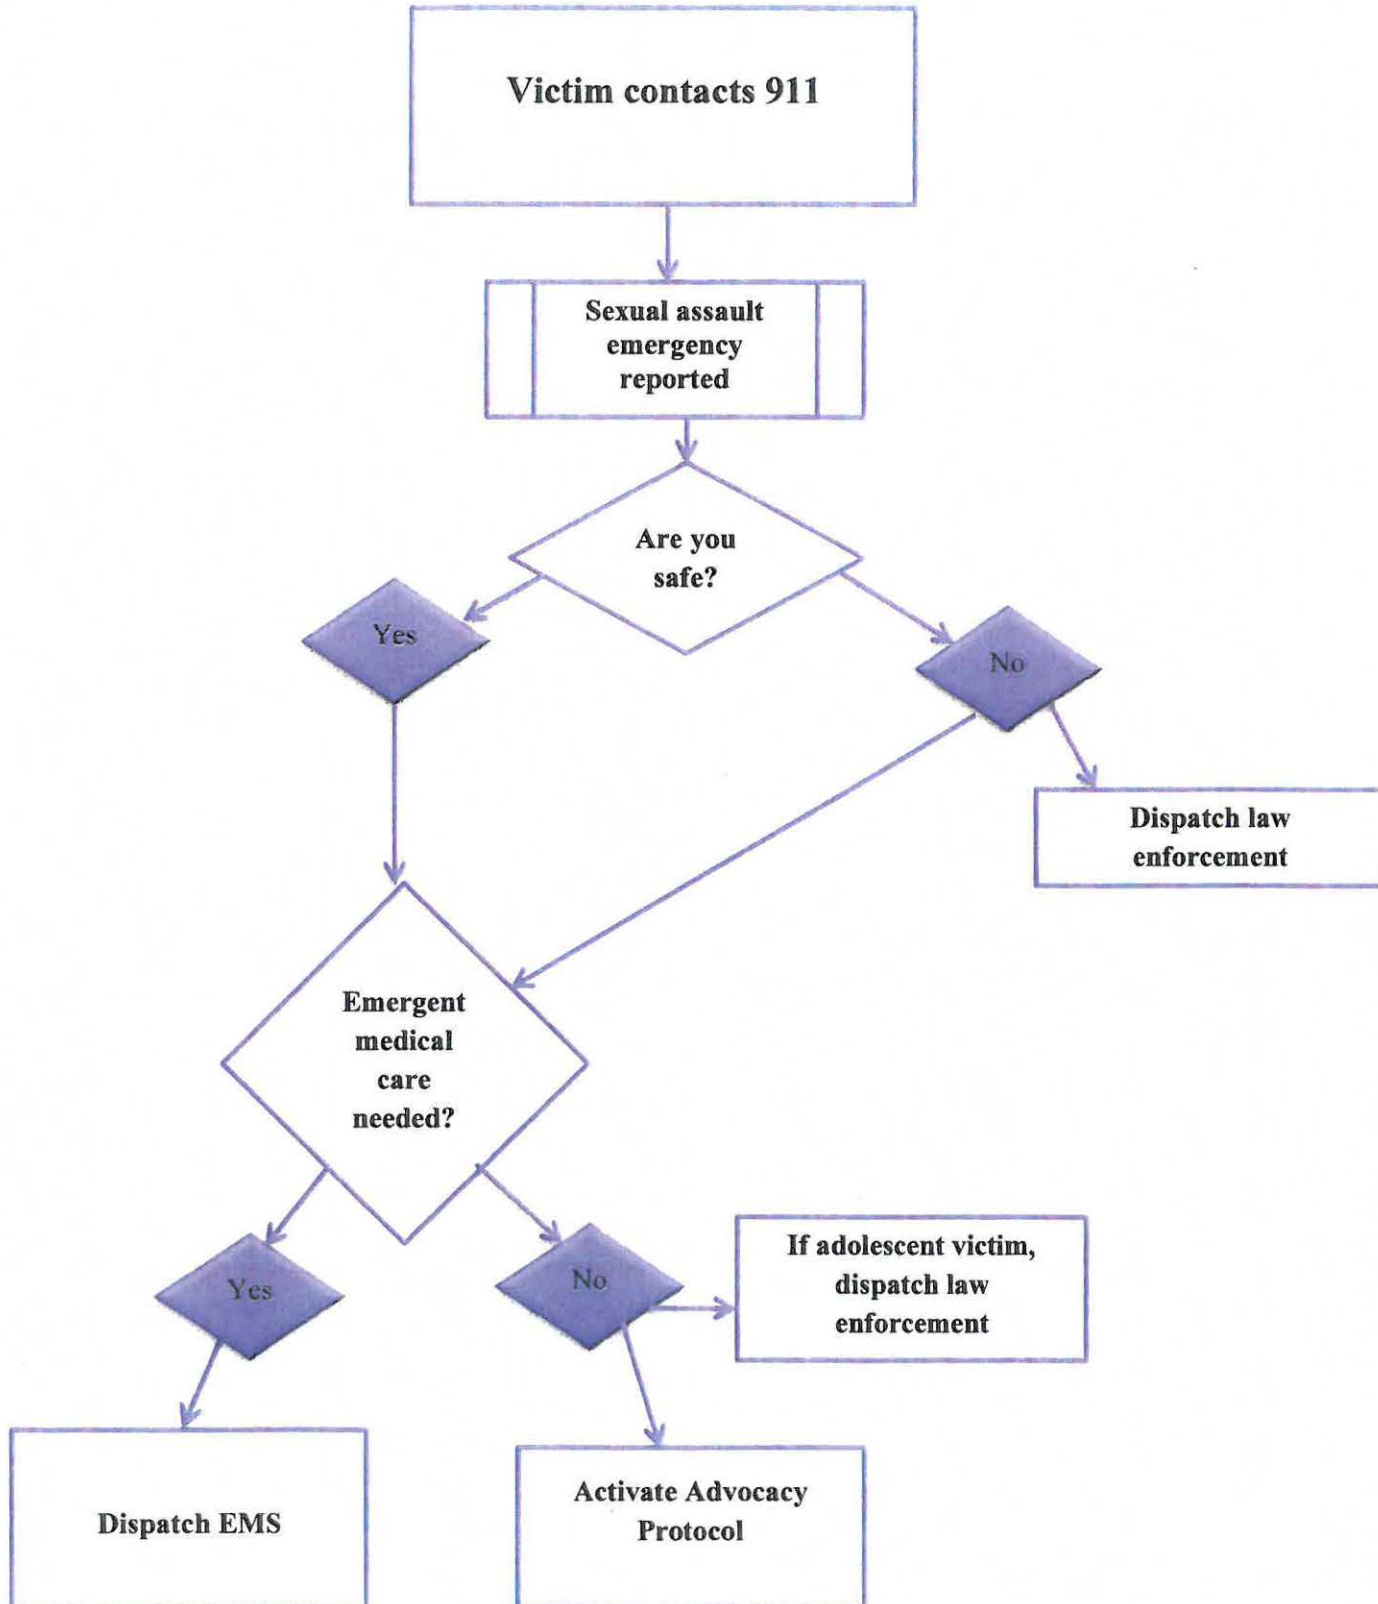 Victim contacts 911
Sexual assault
emergency
reported
Are you
safe?
Yes
No
Dispatch law
enforcement
Emergent
medical
care
needed?
Yes
No
If adolescent victim,
dispatch law
enforcement
Dispatch EMS
Activate Advocacy
Protocol